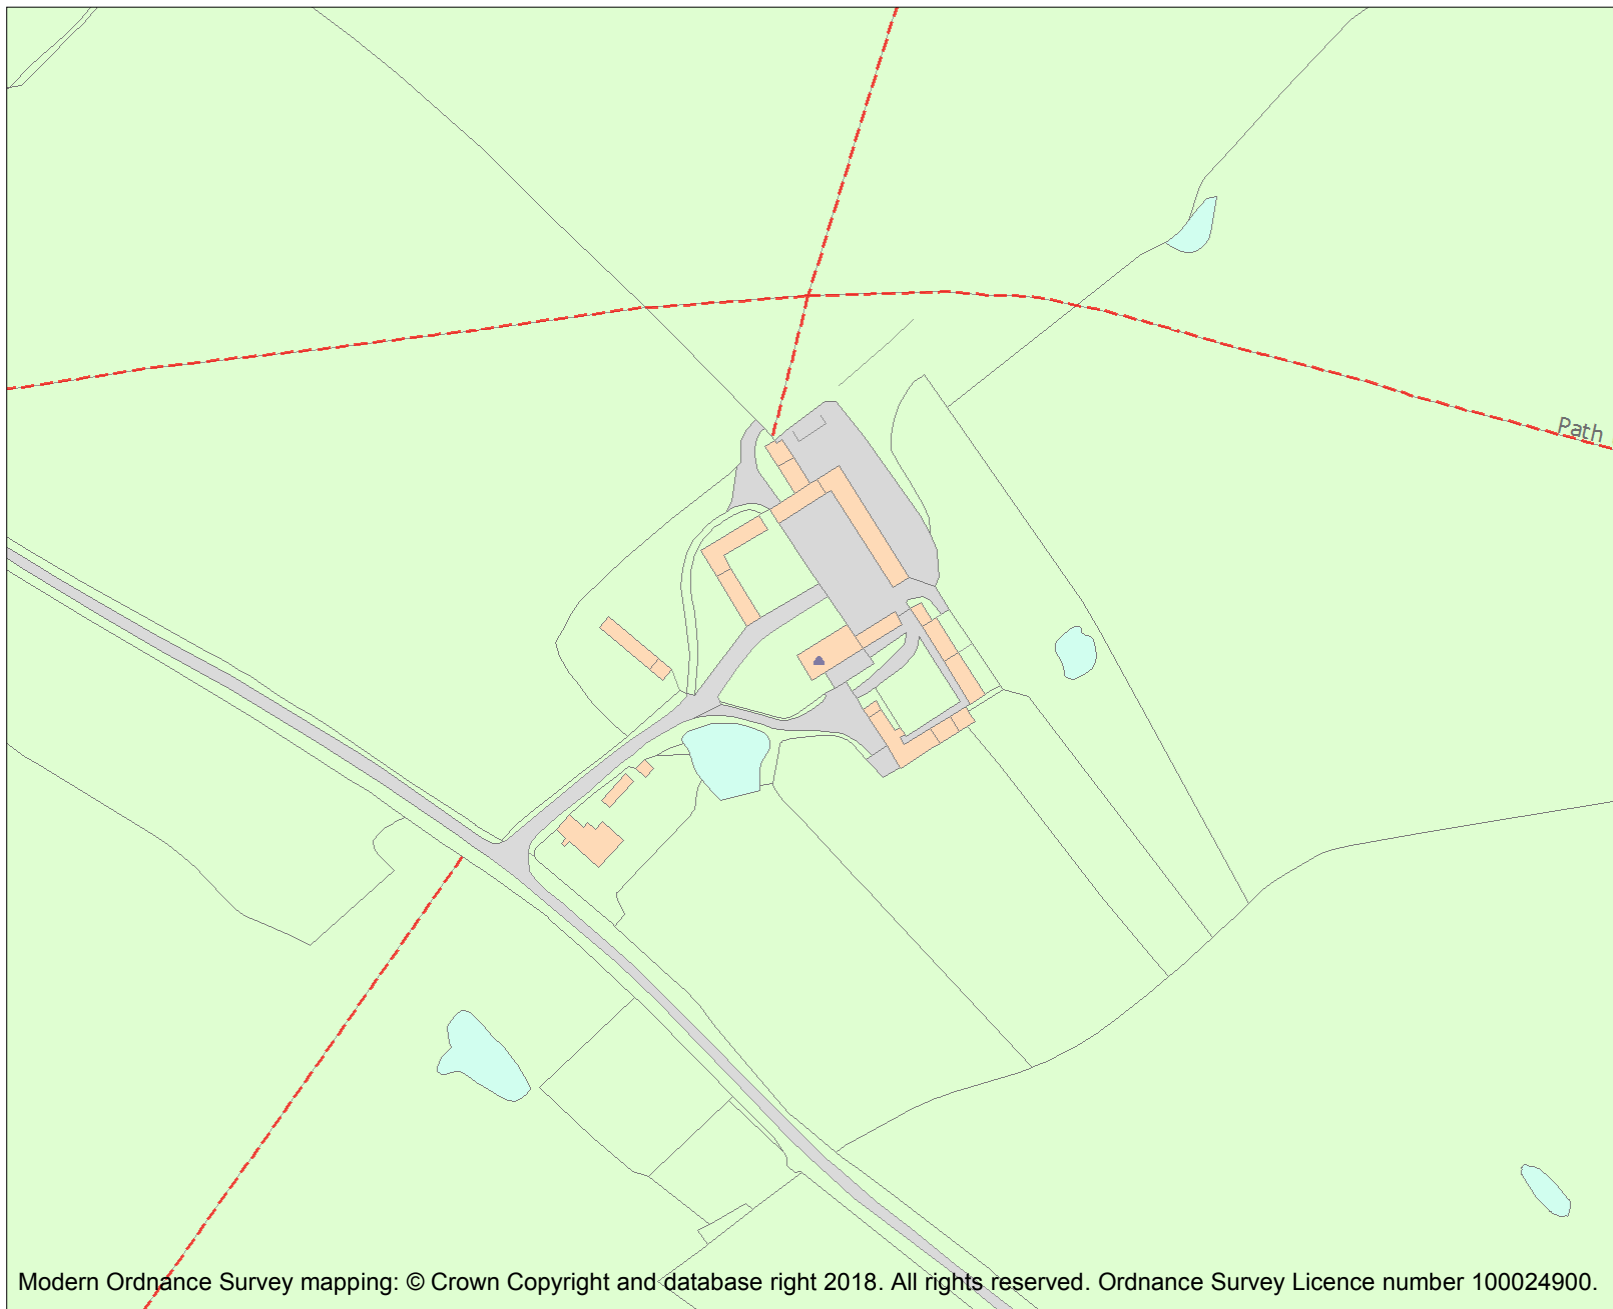 Path
Modern Ordnance Survey mapping: © Crown Copyright and database right 2018. All rights reserved. Ordnance Survey Licence number 100024900.